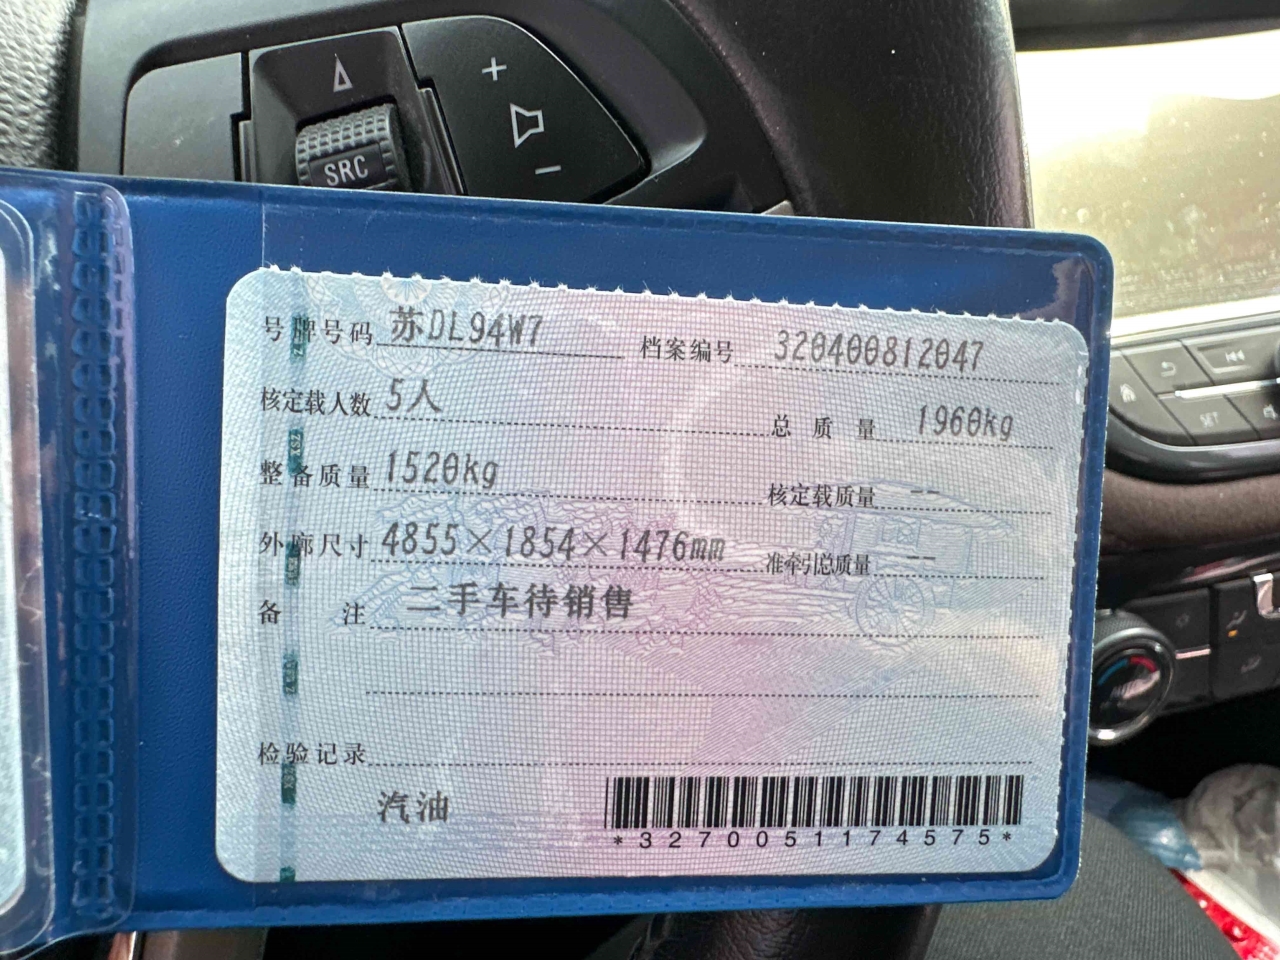 +
SRC
−
号牌号码 苏DL94W7 档案编号 320400812047
核定载人数 5人 总质量 1960kg
整备质量 1520kg 核定载质量 --
外廓尺寸 4855×1854×1476mm 准牵引总质量 --
备注 二手车待销售
检验记录
汽油
*3270051174575*
SET